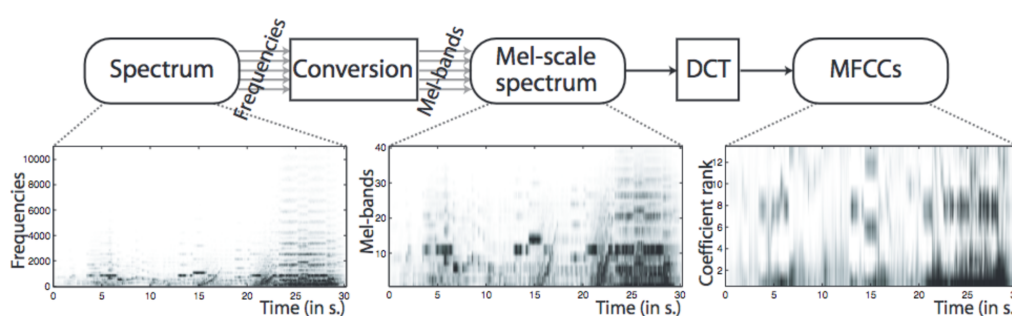 Spectrum
Frequencies
Conversion
Mel-bands
Mel-scale
spectrum
DCT
MFCCs
Frequencies
10000
8000
6000
4000
2000
0
0 5 10 15 20 25 30
Time (in s.)
Mel-bands
40
30
20
10
0 5 10 15 20 25 30
Time (in s.)
Coefficient rank
12
10
8
6
4
2
0 5 10 15 20 25 30
Time (in s.)